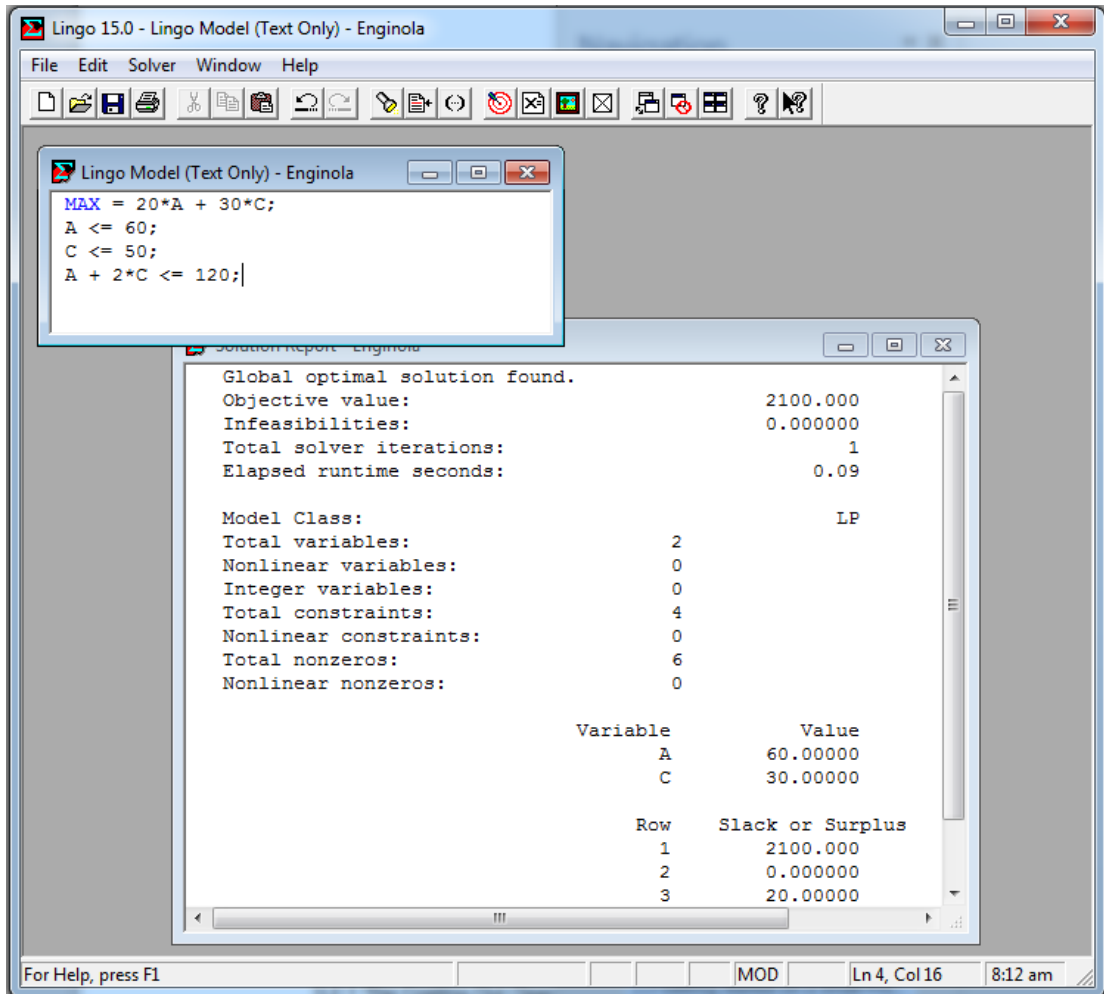 Lingo 15.0 - Lingo Model (Text Only) - Enginola
File Edit Solver Window Help
Lingo Model (Text Only) - Enginola
MAX = 20*A + 30*C;
A <= 60;
C <= 50;
A + 2*C <= 120;
Solution Report - Enginola
Global optimal solution found.
Objective value: 2100.000
Infeasibilities: 0.000000
Total solver iterations: 1
Elapsed runtime seconds: 0.09
Model Class: LP
Total variables: 2
Nonlinear variables: 0
Integer variables: 0
Total constraints: 4
Nonlinear constraints: 0
Total nonzeros: 6
Nonlinear nonzeros: 0
Variable Value
A 60.00000
C 30.00000
Row Slack or Surplus
1 2100.000
2 0.000000
3 20.00000
For Help, press F1 MOD Ln 4, Col 16 8:12 am